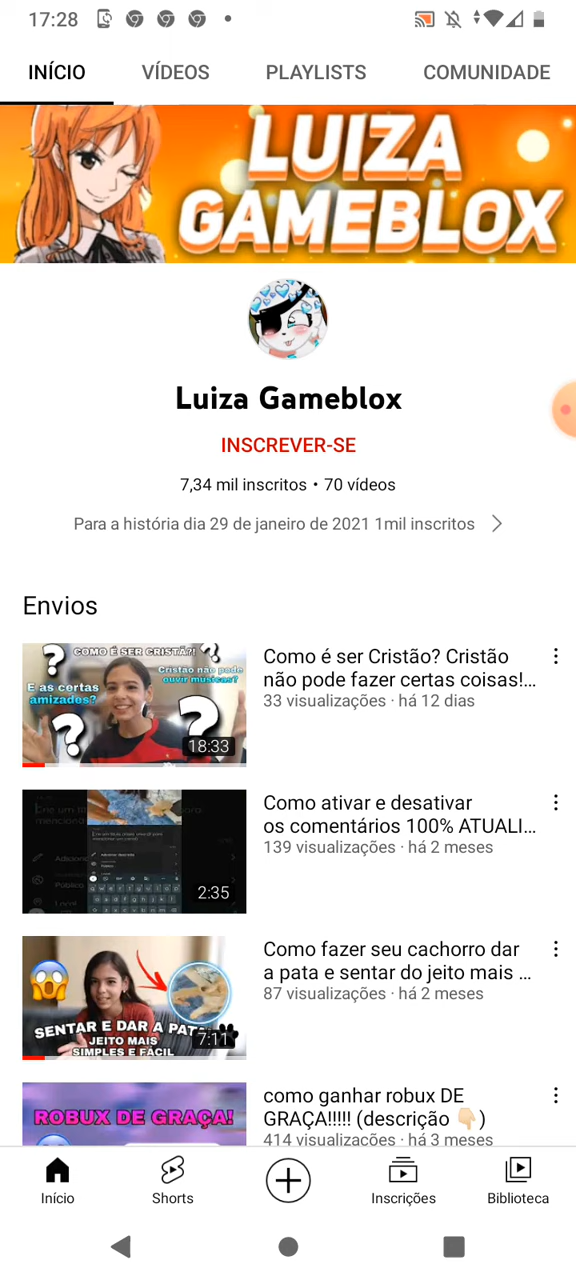 17:28
INÍCIO VÍDEOS PLAYLISTS COMUNIDADE
LUIZA
GAMEBLOX
Luiza Gameblox
INSCREVER-SE
7,34 mil inscritos • 70 vídeos
Para a história dia 29 de janeiro de 2021 1mil inscritos
Envios
COMO É SER CRISTÃ?!
Cristão não pode
ouvir musicas?
E as certas
amizades?
18:33
Como é ser Cristão? Cristão
não pode fazer certas coisas!...
33 visualizações · há 12 dias
2:35
Como ativar e desativar
os comentários 100% ATUALI...
139 visualizações · há 2 meses
SENTAR E DAR A PATA
JEITO MAIS
SIMPLES E FÁCIL
7:11
Como fazer seu cachorro dar
a pata e sentar do jeito mais ...
87 visualizações · há 2 meses
ROBUX DE GRAÇA!
como ganhar robux DE
GRAÇA!!!!! (descrição 👇🏻)
414 visualizações · há 3 meses
Início Shorts Inscrições Biblioteca